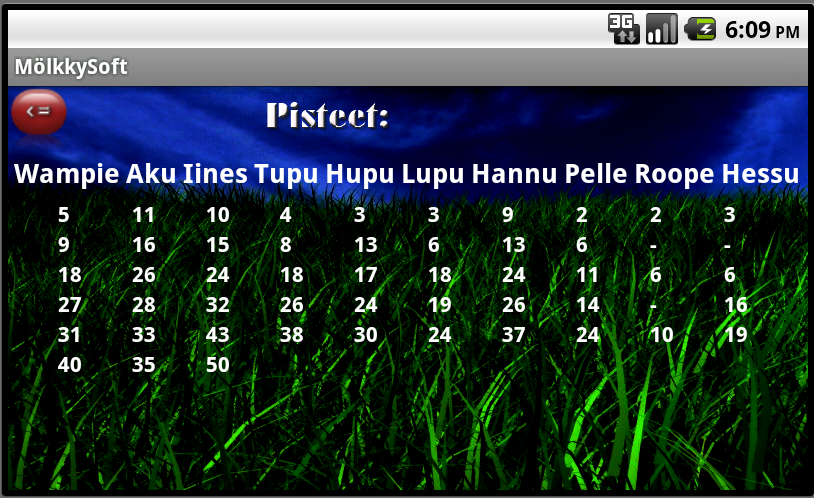 3G 6:09 PM
MölkkySoft
<=
Pisteet:
Wampie Aku Iines Tupu Hupu Lupu Hannu Pelle Roope Hessu
5 11 10 4 3 3 9 2 2 3
9 16 15 8 13 6 13 6 - -
18 26 24 18 17 18 24 11 6 6
27 28 32 26 24 19 26 14 - 16
31 33 43 38 30 24 37 24 10 19
40 35 50